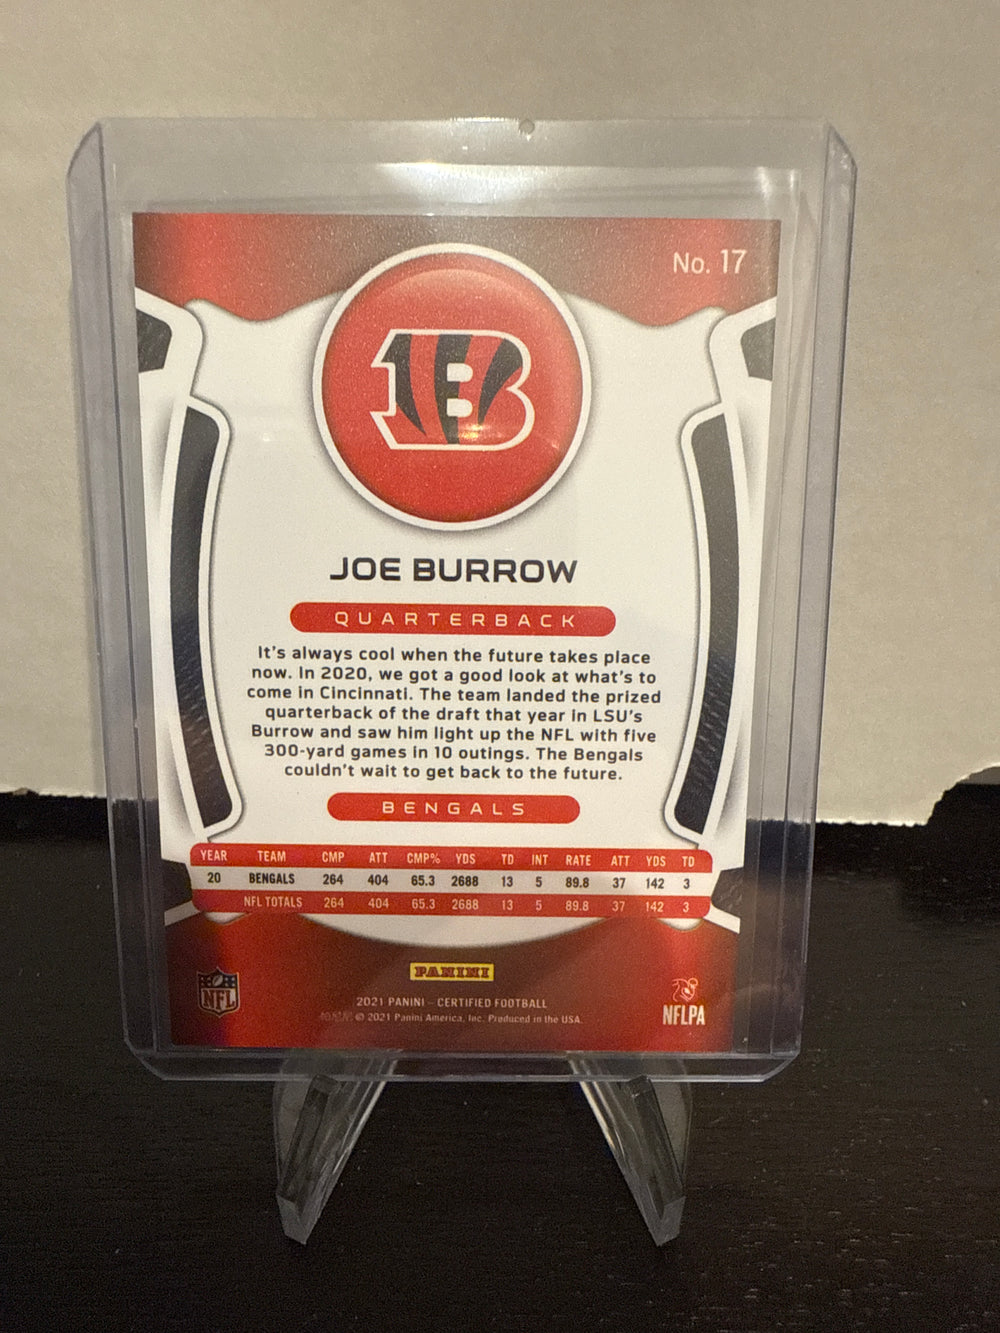 No. 17
B
JOE BURROW
QUARTERBACK
It's always cool when the future takes place
now. In 2020, we got a good look at what's to
come in Cincinnati. The team landed the prized
quarterback of the draft that year in LSU's
Burrow and saw him light up the NFL with five
300-yard games in 10 outings. The Bengals
couldn't wait to get back to the future.
BENGALS
YEAR TEAM CMP ATT CMP% YDS TD INT RATE ATT YDS TD
20 BENGALS 264 404 65.3 2688 13 5 89.8 37 142 3
NFL TOTALS 264 404 65.3 2688 13 5 89.8 37 142 3
PANINI
NFL
2021 PANINI – CERTIFIED FOOTBALL
© 2021 Panini America, Inc. Produced in the USA.
NFLPA